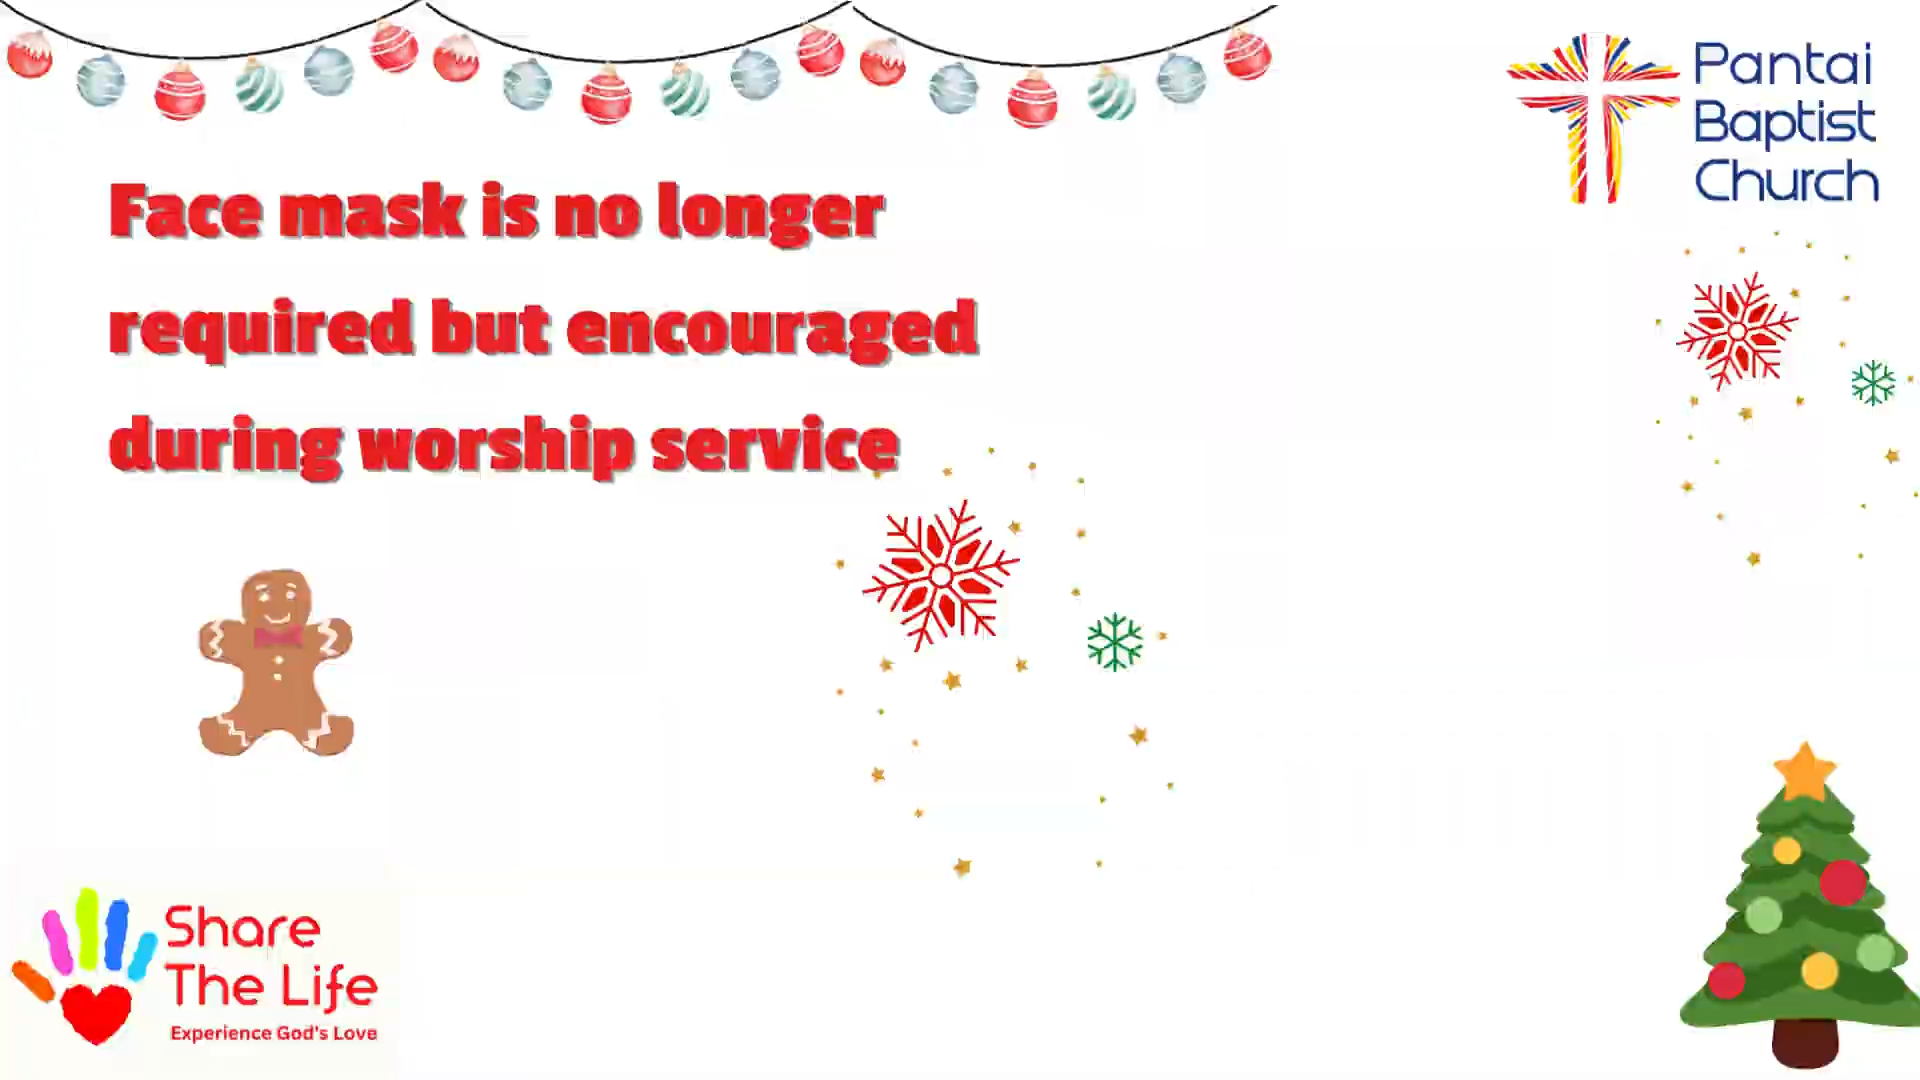 Pantai
Baptist
Church
Face mask is no longer
required but encouraged
during worship service
Share
The Life
Experience God's Love